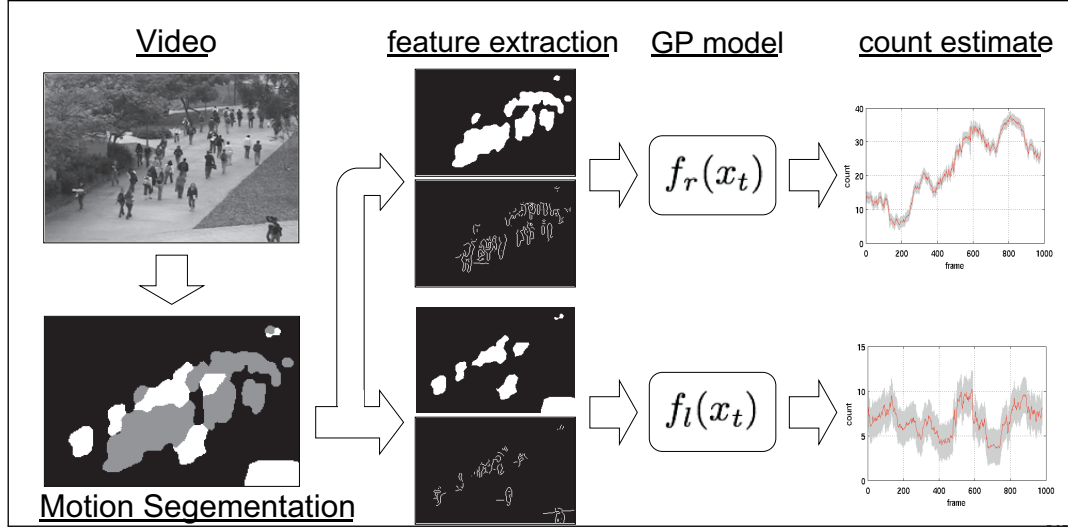 Video
feature extraction
GP model
count estimate
f_r(x_t)
count
40
30
20
10
0
0 200 400 600 800 1000
frame
Motion Segementation
f_l(x_t)
count
15
10
5
0
0 200 400 600 800 1000
frame